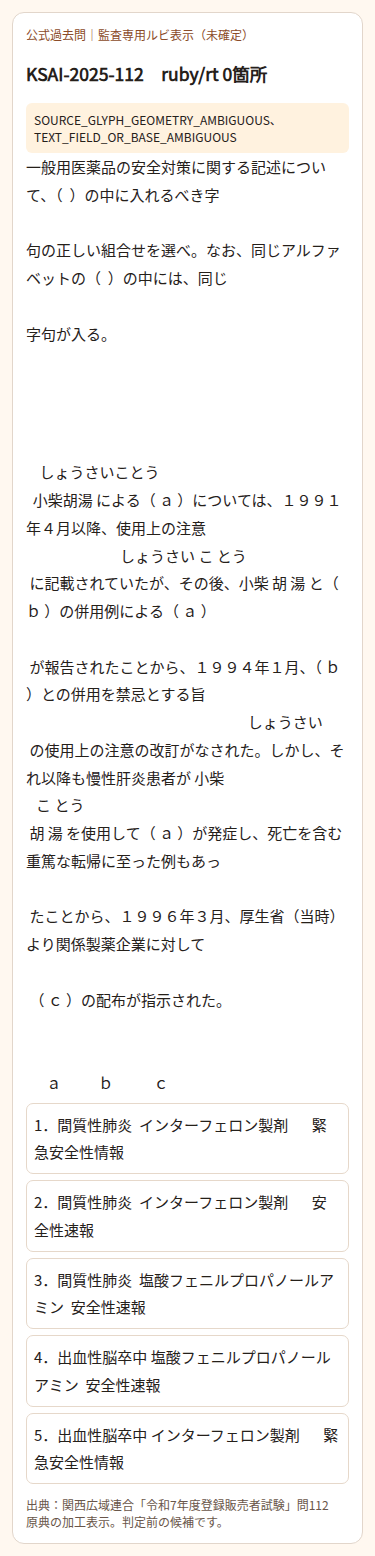 公式過去問｜監査専用ルビ表示（未確定）
KSAI-2025-112　ruby/rt 0箇所
SOURCE_GLYPH_GEOMETRY_AMBIGUOUS、
TEXT_FIELD_OR_BASE_AMBIGUOUS
一般用医薬品の安全対策に関する記述につい
て、（ ）の中に入れるべき字
句の正しい組合せを選べ。なお、同じアルファ
ベットの（ ）の中には、同じ
字句が入る。
しょうさいことう
小柴胡湯 による（ ａ ）については、１９９１
年４月以降、使用上の注意
しょうさい こ とう
に記載されていたが、その後、小柴 胡 湯 と（
ｂ ）の併用例による（ ａ ）
が報告されたことから、１９９４年１月、（ ｂ
）との併用を禁忌とする旨
しょうさい
の使用上の注意の改訂がなされた。しかし、そ
れ以降も慢性肝炎患者が 小柴
こ とう
胡 湯 を使用して（ ａ ）が発症し、死亡を含む
重篤な転帰に至った例もあっ
たことから、１９９６年３月、厚生省（当時）
より関係製薬企業に対して
（ ｃ ）の配布が指示された。
ａ　ｂ　ｃ
1．間質性肺炎 インターフェロン製剤　緊
急安全性情報
2．間質性肺炎 インターフェロン製剤　安
全性速報
3．間質性肺炎 塩酸フェニルプロパノールア
ミン 安全性速報
4．出血性脳卒中 塩酸フェニルプロパノール
アミン 安全性速報
5．出血性脳卒中 インターフェロン製剤　緊
急安全性情報
出典：関西広域連合「令和7年度登録販売者試験」問112
原典の加工表示。判定前の候補です。